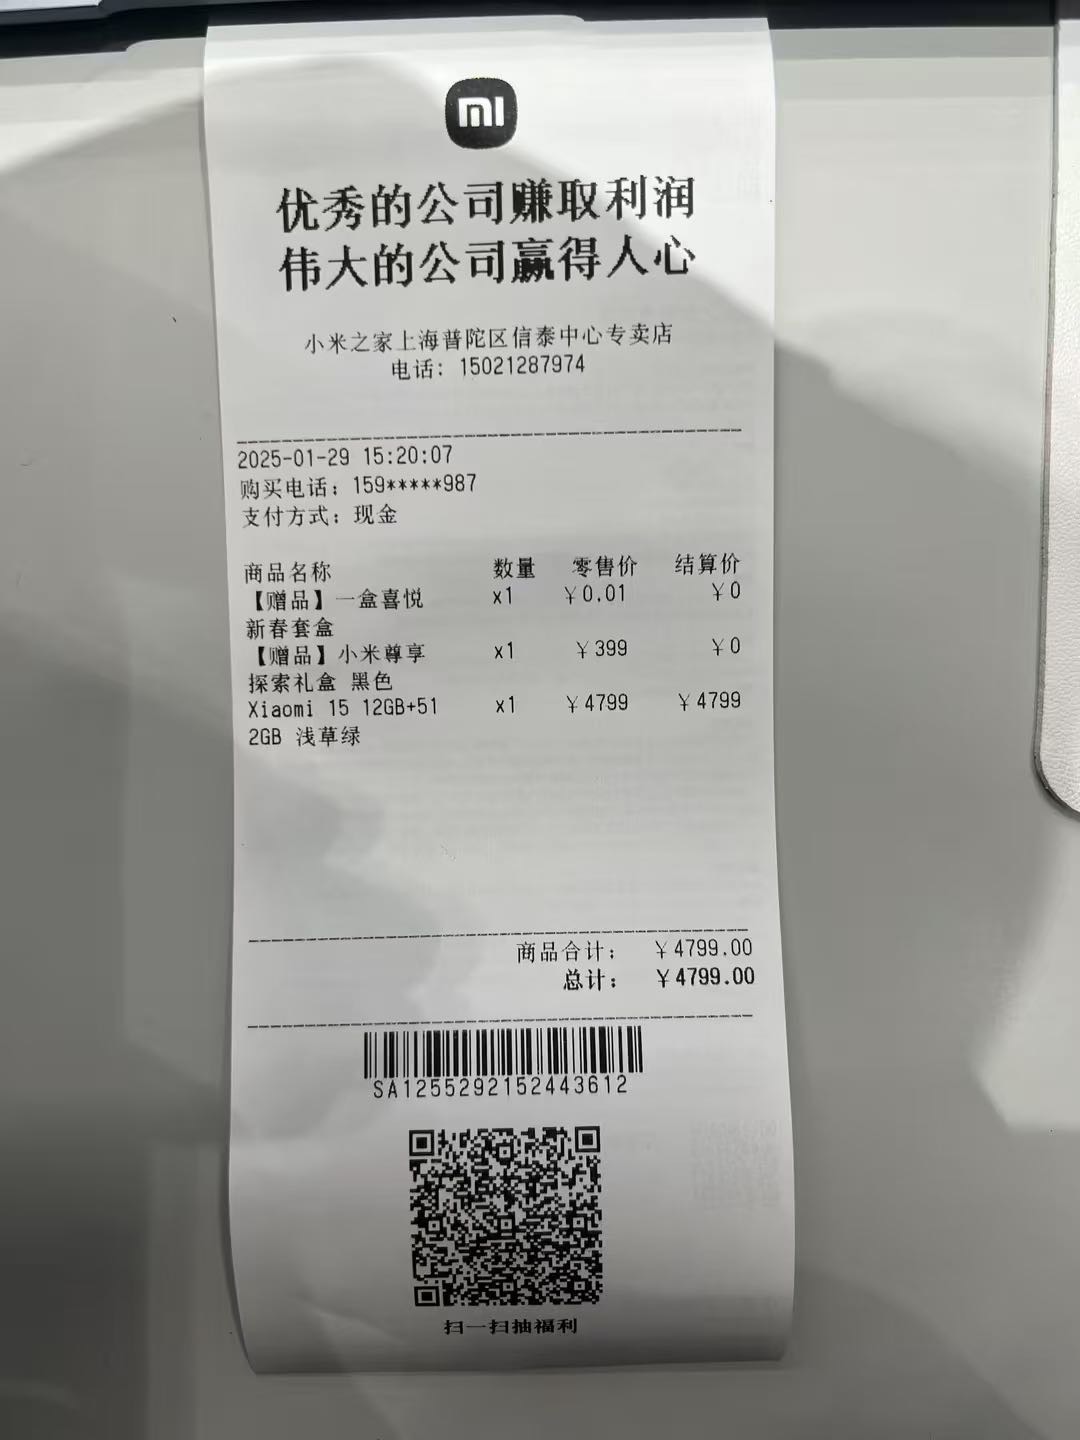 mi
优秀的公司赚取利润
伟大的公司赢得人心
小米之家上海普陀区信泰中心专卖店
电话：15021287974
2025-01-29 15:20:07
购买电话：159*****987
支付方式：现金
商品名称 数量 零售价 结算价
【赠品】一盒喜悦 x1 ￥0.01 ￥0
新春套盒
【赠品】小米尊享 x1 ￥399 ￥0
探索礼盒 黑色
Xiaomi 15 12GB+51 x1 ￥4799 ￥4799
2GB 浅草绿
商品合计： ￥4799.00
总计： ￥4799.00
SA1255292152443612
扫一扫抽福利